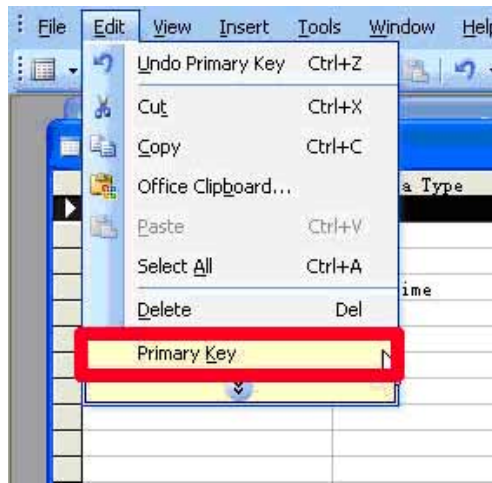 File Edit View Insert Tools Window Help
Undo Primary Key Ctrl+Z
Cut Ctrl+X
Copy Ctrl+C
Office Clipboard...
Paste Ctrl+V
a Type
Select All Ctrl+A
ime
Delete Del
Primary Key